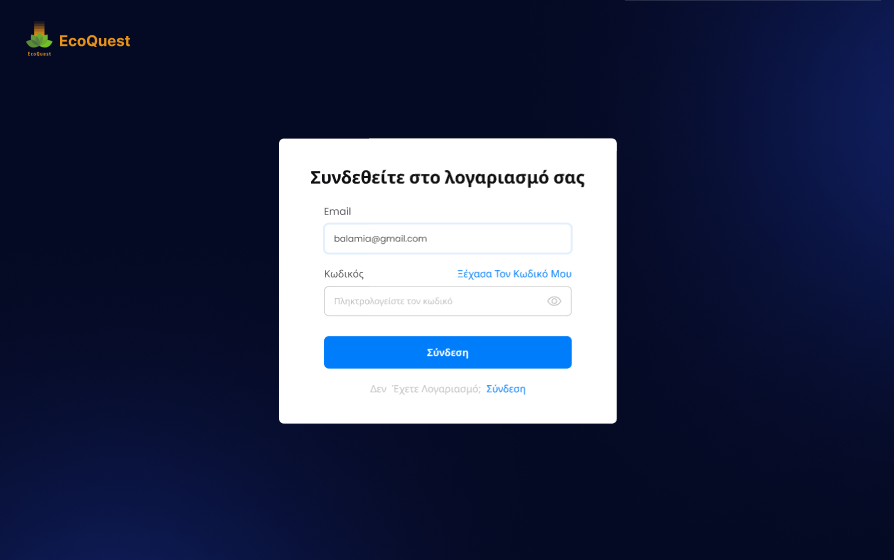 EcoQuest
EcoQuest
Συνδεθείτε στο λογαριασμό σας
Email
balamia@gmail.com
Κωδικός Ξέχασα Τον Κωδικό Μου
Πληκτρολογείστε τον κωδικό
Σύνδεση
Δεν Έχετε Λογαριασμό; Σύνδεση